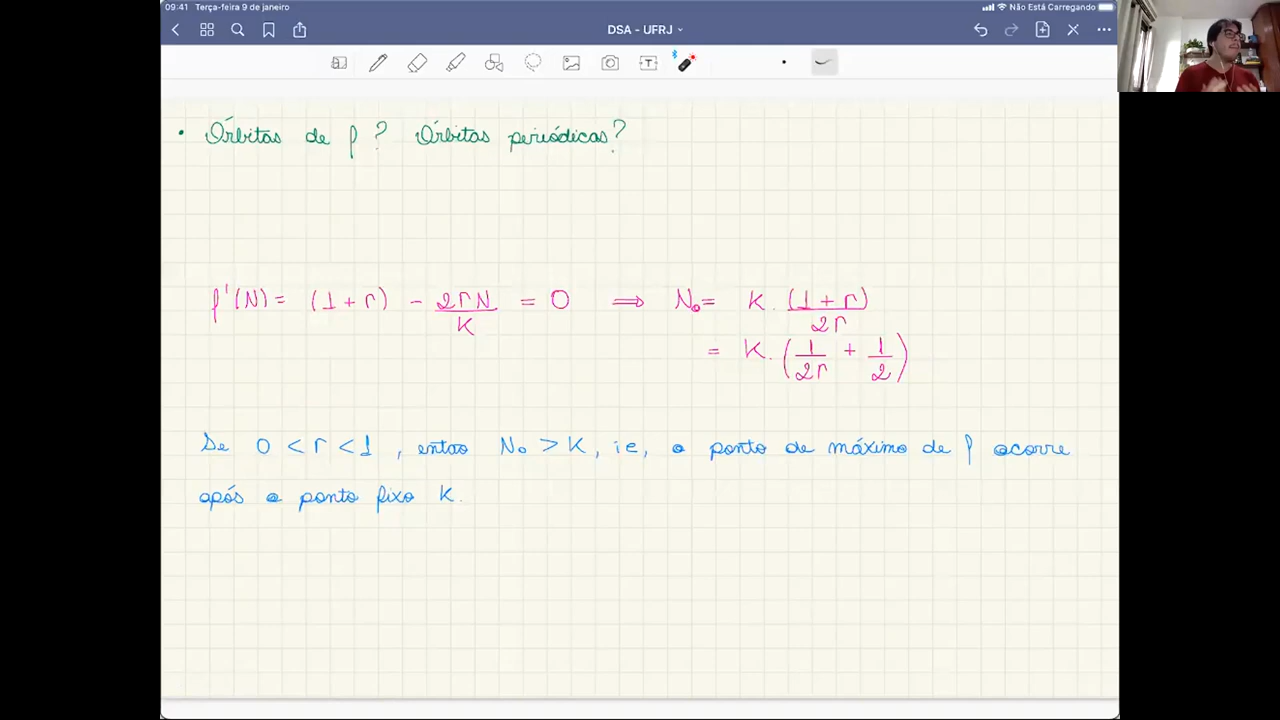 09:41 Terça-feira 9 de janeiro
Não Está Carregando
DSA - UFRJ
T
• Órbitas de f ? Órbitas periódicas?
f'(N) = (1 + r) - 2rN/K = 0 ⟹ N₀ = K . (1 + r)/2r
= K . (1/2r + 1/2)
Se 0 < r < 1 , entao N₀ > K, ie, o ponto de máximo de f ocorre
após o ponto fixo K.